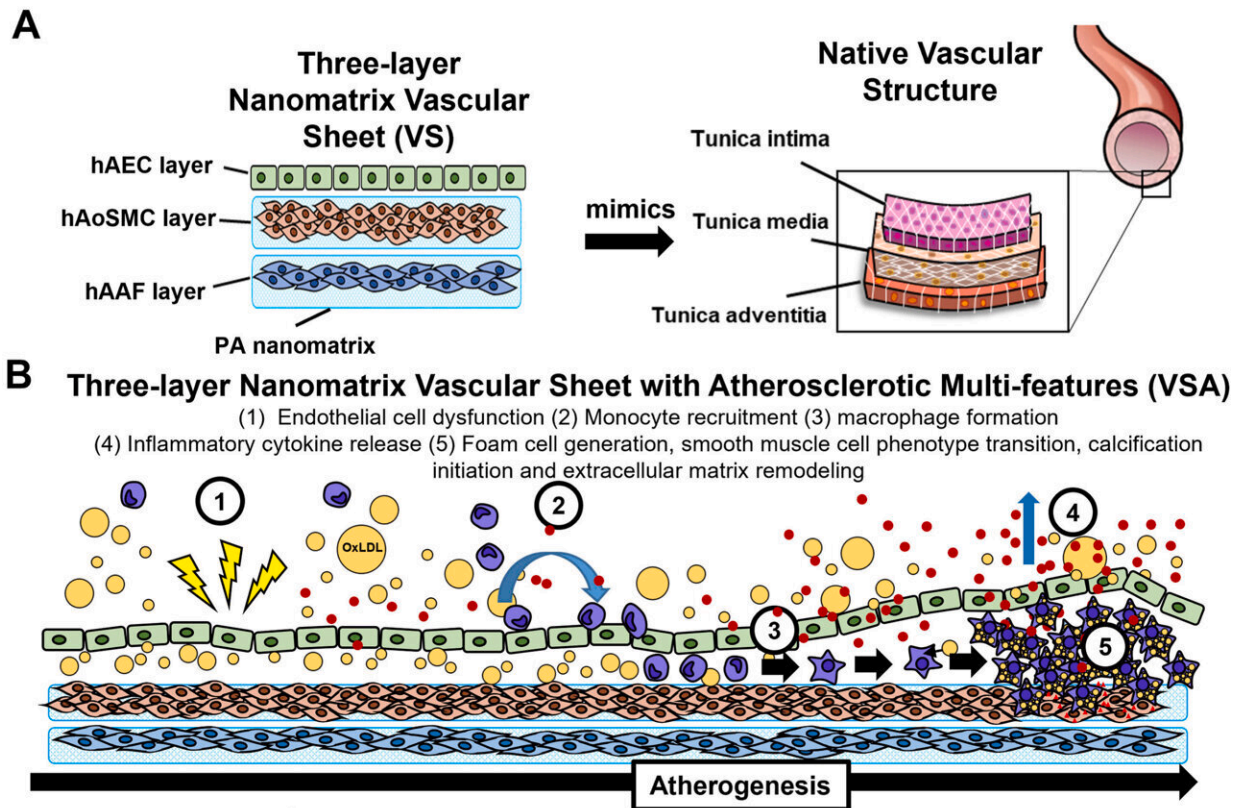 A
Three-layer
Nanomatrix Vascular
Sheet (VS)
hAEC layer
hAoSMC layer
hAAF layer
PA nanomatrix
mimics
Native Vascular
Structure
Tunica intima
Tunica media
Tunica adventitia
B
Three-layer Nanomatrix Vascular Sheet with Atherosclerotic Multi-features (VSA)
(1) Endothelial cell dysfunction (2) Monocyte recruitment (3) macrophage formation
(4) Inflammatory cytokine release (5) Foam cell generation, smooth muscle cell phenotype transition, calcification
initiation and extracellular matrix remodeling
1
2
4
OxLDL
3
5
Atherogenesis